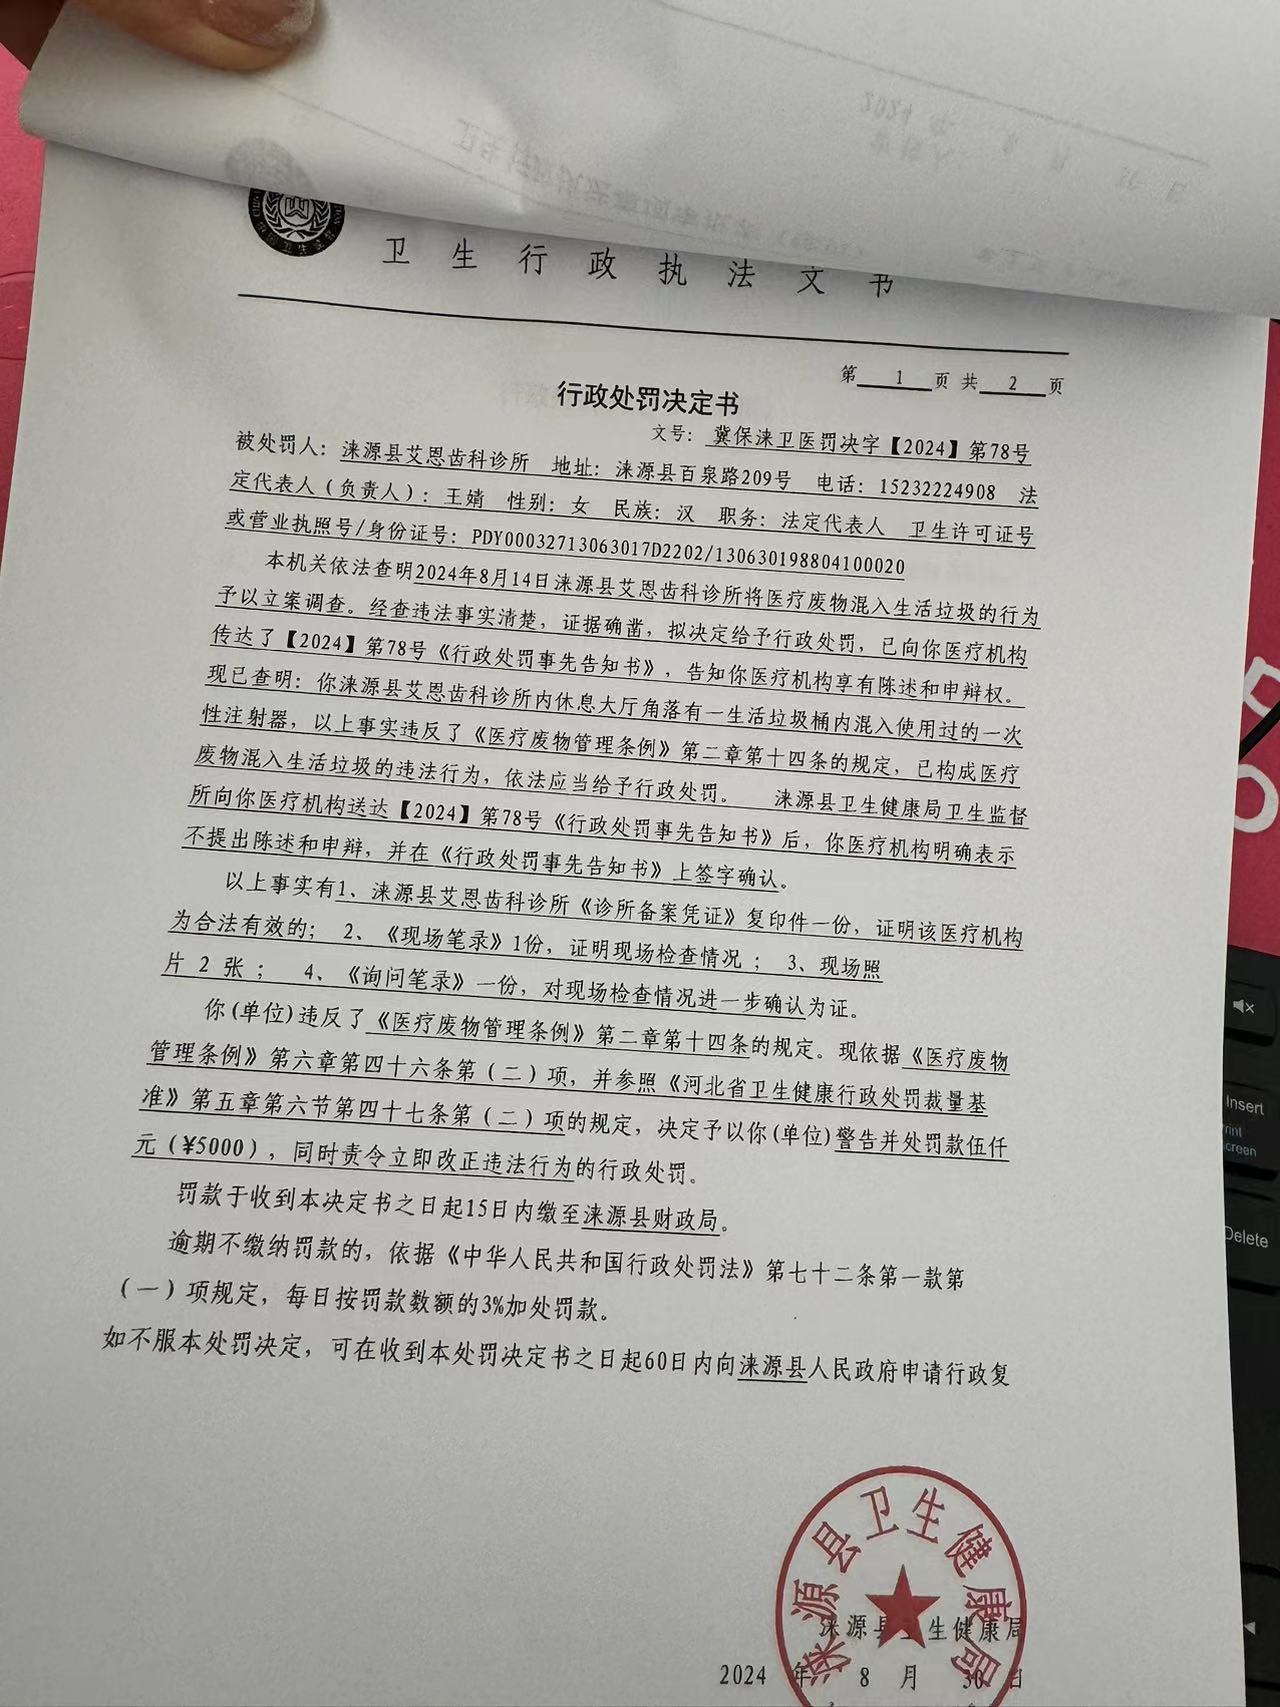 卫生行政执法文书
第 1 页 共 2 页
行政处罚决定书
文号： 冀保涞卫医罚决字【2024】第78号
被处罚人：涞源县艾恩齿科诊所 地址：涞源县百泉路209号 电话：15232224908 法
定代表人（负责人）：王婧 性别：女 民族：汉 职务：法定代表人 卫生许可证号
或营业执照号/身份证号：PDY00032713063017D2202/130630198804100020
本机关依法查明2024年8月14日涞源县艾恩齿科诊所将医疗废物混入生活垃圾的行为
予以立案调查。经查违法事实清楚，证据确凿，拟决定给予行政处罚，已向你医疗机构
传达了【2024】第78号《行政处罚事先告知书》，告知你医疗机构享有陈述和申辩权。
现已查明：你涞源县艾恩齿科诊所内休息大厅角落有一生活垃圾桶内混入使用过的一次
性注射器，以上事实违反了《医疗废物管理条例》第二章第十四条的规定，已构成医疗
废物混入生活垃圾的违法行为，依法应当给予行政处罚。 涞源县卫生健康局卫生监督
所向你医疗机构送达【2024】第78号《行政处罚事先告知书》后，你医疗机构明确表示
不提出陈述和申辩，并在《行政处罚事先告知书》上签字确认。
以上事实有1、涞源县艾恩齿科诊所《诊所备案凭证》复印件一份，证明该医疗机构
为合法有效的； 2、《现场笔录》1份，证明现场检查情况 ； 3、现场照
片 2 张 ； 4、《询问笔录》一份，对现场检查情况进一步确认为证。
你(单位)违反了《医疗废物管理条例》第二章第十四条的规定。现依据《医疗废物
管理条例》第六章第四十六条第（二）项，并参照《河北省卫生健康行政处罚裁量基
准》第五章第六节第四十七条第（二）项的规定，决定予以你(单位)警告并处罚款伍仟
元（¥5000），同时责令立即改正违法行为的行政处罚。
罚款于收到本决定书之日起15日内缴至涞源县财政局。
逾期不缴纳罚款的，依据《中华人民共和国行政处罚法》第七十二条第一款第
（一）项规定，每日按罚款数额的3%加处罚款。
如不服本处罚决定，可在收到本处罚决定书之日起60日内向涞源县人民政府申请行政复
涞源县卫生健康局
涞源县卫生健康局
2024 年 8 月 30 日
Insert
Print
Screen
Delete